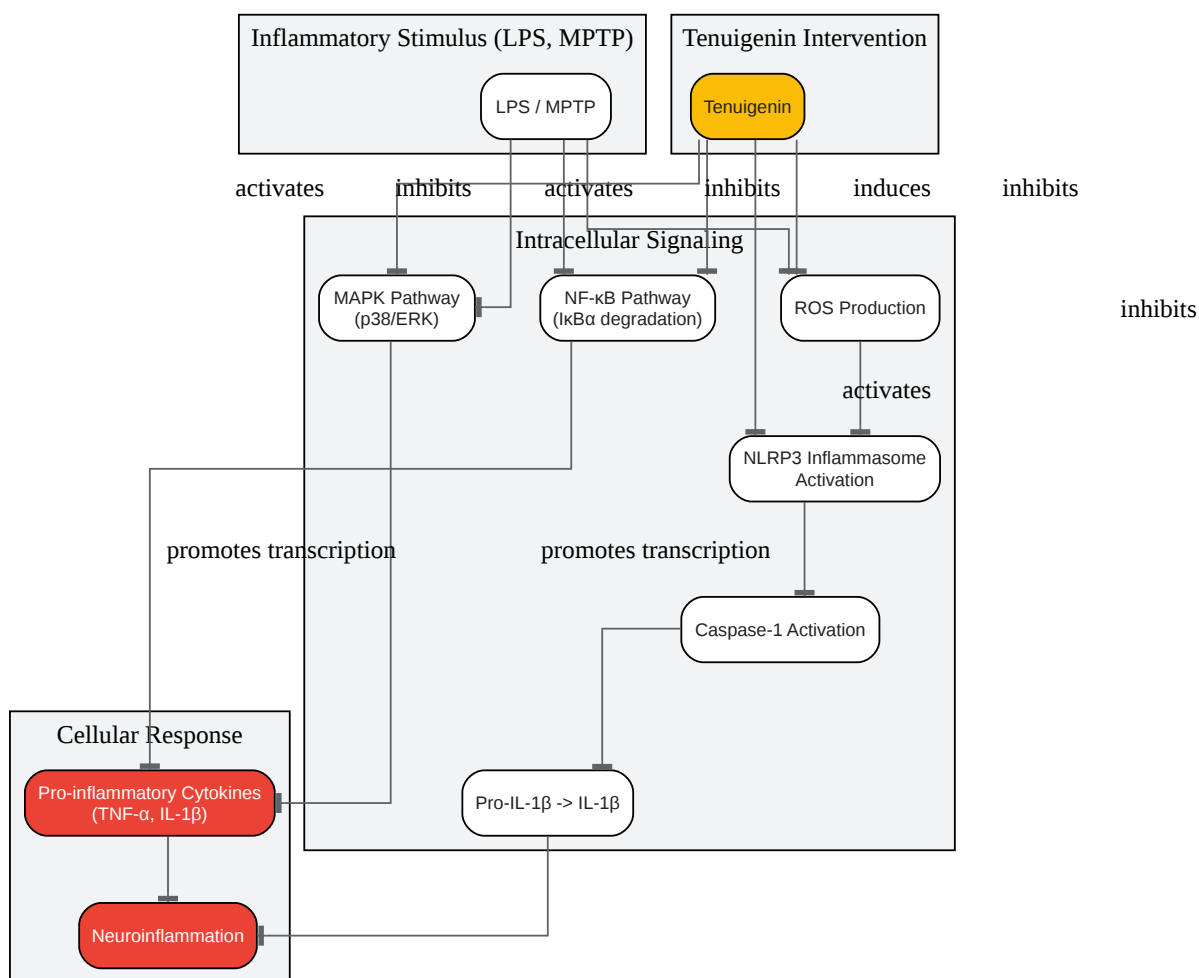 Inflammatory Stimulus (LPS, MPTP)
Tenuigenin Intervention
LPS / MPTP
Tenuigenin
activates
inhibits
activates
inhibits
induces
inhibits
Intracellular Signaling
MAPK Pathway
(p38/ERK)
NF-κB Pathway
(IκBα degradation)
ROS Production
inhibits
activates
NLRP3 Inflammasome
Activation
promotes transcription
promotes transcription
Caspase-1 Activation
Cellular Response
Pro-inflammatory Cytokines
(TNF-α, IL-1β)
Pro-IL-1β -> IL-1β
Neuroinflammation